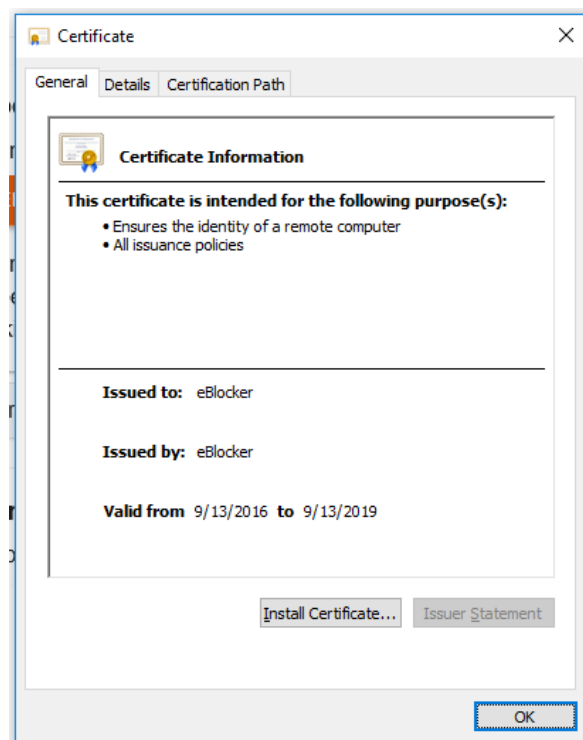 Certificate
General Details Certification Path
Certificate Information
This certificate is intended for the following purpose(s):
• Ensures the identity of a remote computer
• All issuance policies
Issued to: eBlocker
Issued by: eBlocker
Valid from 9/13/2016 to 9/13/2019
Install Certificate... Issuer Statement
OK